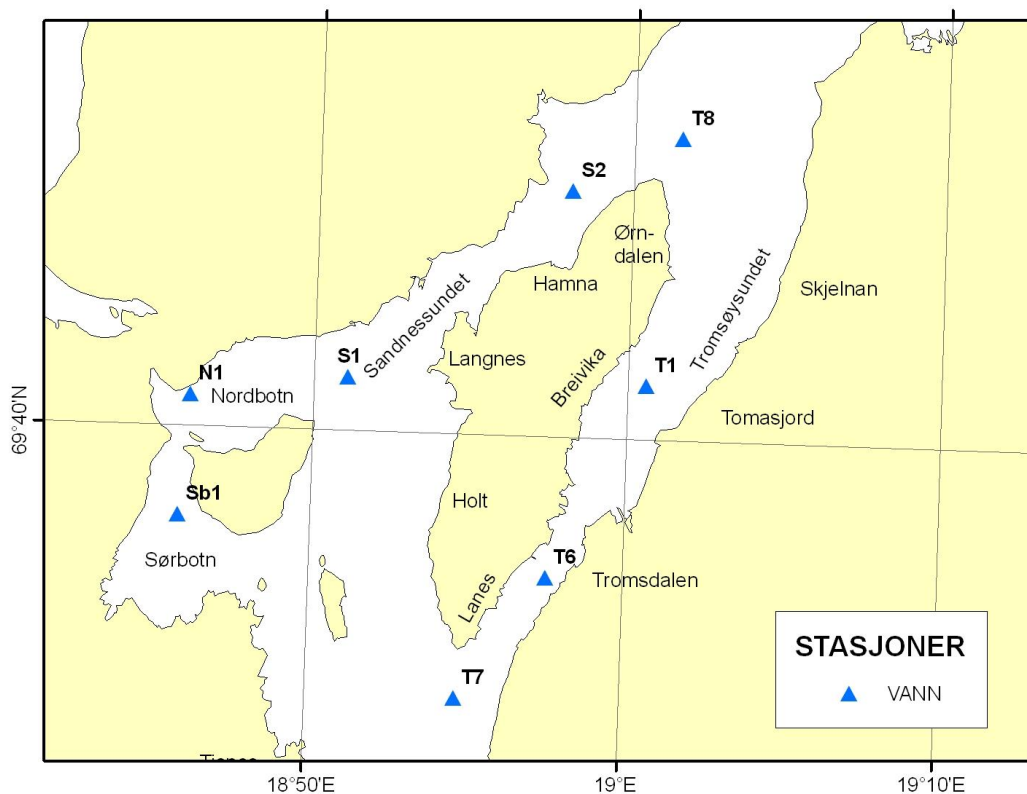 T8
S2
Ørn-
dalen
Hamna
Skjelnan
Sandnessundet
Tromsøysundet
S1
Langnes
N1
Nordbotn
Breivika
T1
69°40'N
Tomasjord
Sb1
Holt
Sørbotn
T6
Lanes
Tromsdalen
T7
STASJONER
VANN
18°50'E
19°E
19°10'E